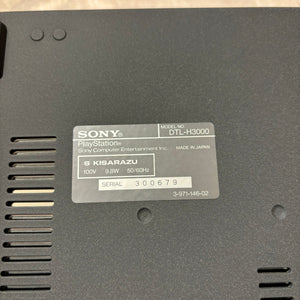 SONY®
MODEL NO.
DTL-H3000
PlayStation®
Sony Computer Entertainment Inc.
MADE IN JAPAN
S KISARAZU
100V 9.8W 50/60Hz
SERIAL 300679
3-971-146-02